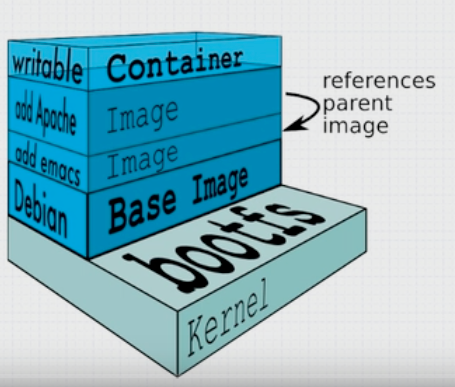 writable Container
add Apache Image
add emacs Image
Debian Base Image
bootfs
Kernel
references
parent
image